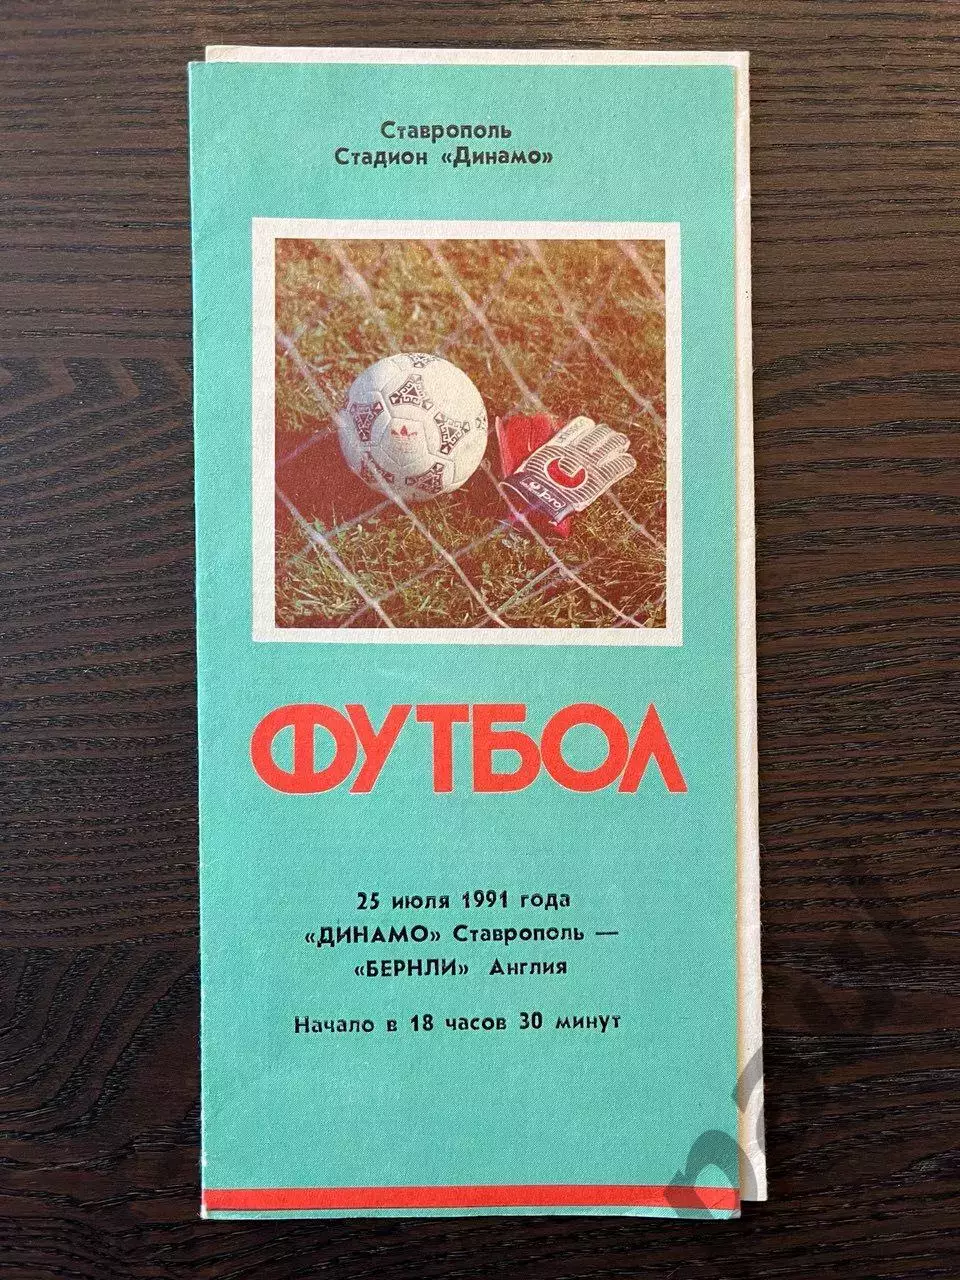 Ставрополь
Стадион «Динамо»
ФУТБОЛ
25 июля 1991 года
«ДИНАМО» Ставрополь —
«БЕРНЛИ» Англия
Начало в 18 часов 30 минут